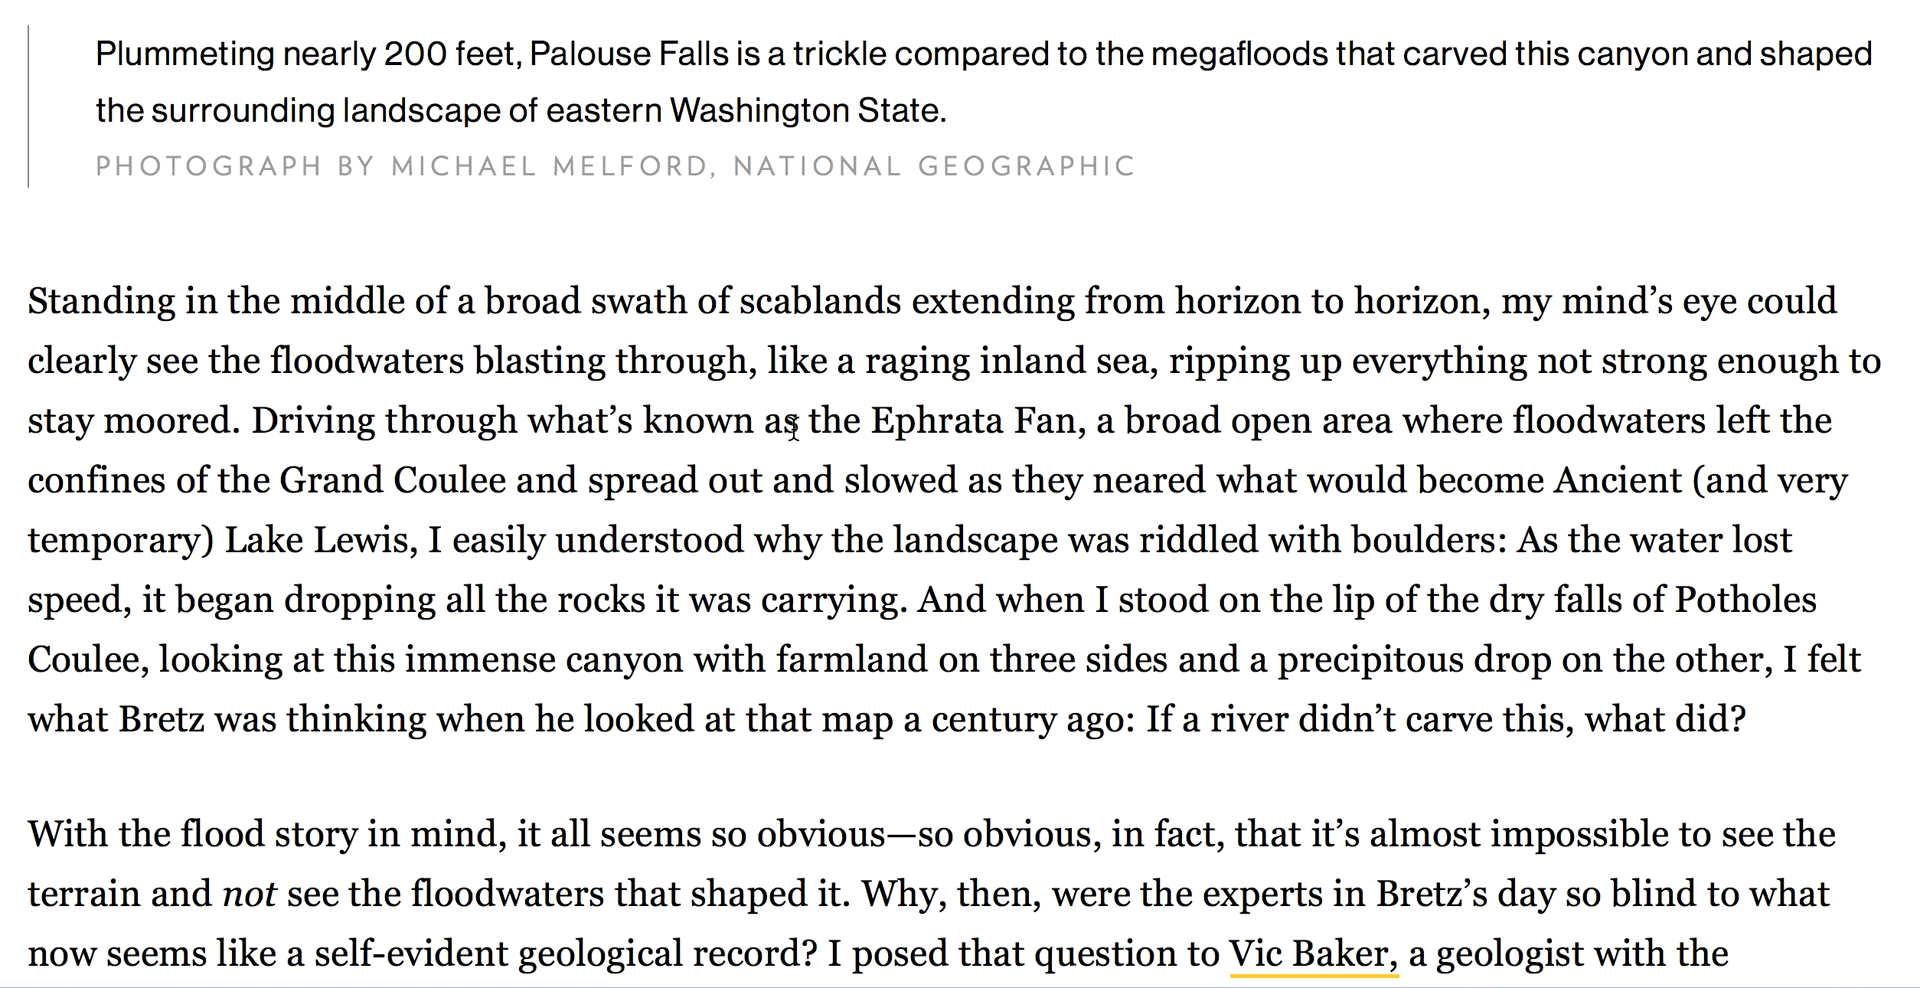 Plummeting nearly 200 feet, Palouse Falls is a trickle compared to the megafloods that carved this canyon and shaped
the surrounding landscape of eastern Washington State.
PHOTOGRAPH BY MICHAEL MELFORD, NATIONAL GEOGRAPHIC
Standing in the middle of a broad swath of scablands extending from horizon to horizon, my mind’s eye could
clearly see the floodwaters blasting through, like a raging inland sea, ripping up everything not strong enough to
stay moored. Driving through what’s known as the Ephrata Fan, a broad open area where floodwaters left the
confines of the Grand Coulee and spread out and slowed as they neared what would become Ancient (and very
temporary) Lake Lewis, I easily understood why the landscape was riddled with boulders: As the water lost
speed, it began dropping all the rocks it was carrying. And when I stood on the lip of the dry falls of Potholes
Coulee, looking at this immense canyon with farmland on three sides and a precipitous drop on the other, I felt
what Bretz was thinking when he looked at that map a century ago: If a river didn’t carve this, what did?
With the flood story in mind, it all seems so obvious—so obvious, in fact, that it’s almost impossible to see the
terrain and not see the floodwaters that shaped it. Why, then, were the experts in Bretz’s day so blind to what
now seems like a self-evident geological record? I posed that question to Vic Baker, a geologist with the